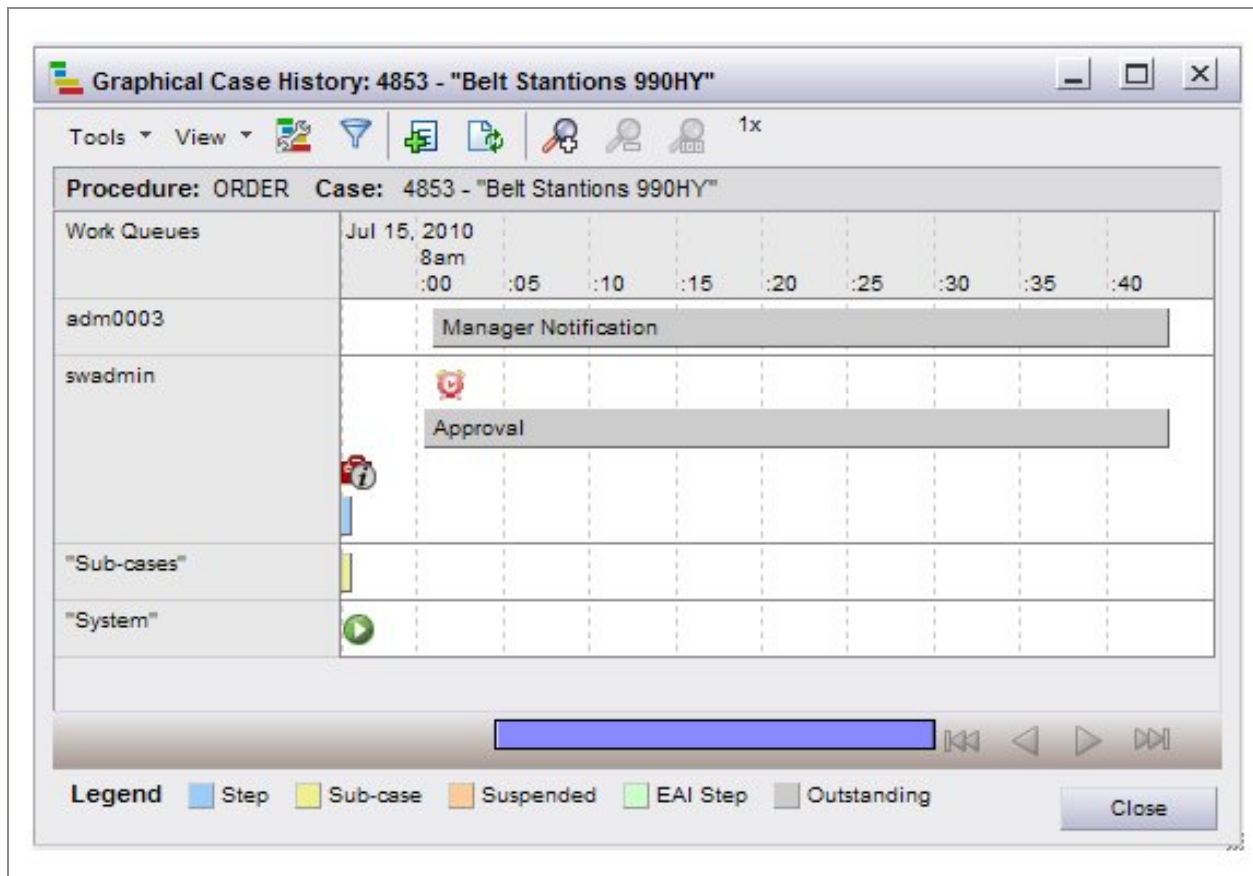 Graphical Case History: 4853 - "Belt Stantions 990HY"
Tools View 1x
Procedure: ORDER Case: 4853 - "Belt Stantions 990HY"
Work Queues Jul 15, 2010
8am
:00 :05 :10 :15 :20 :25 :30 :35 :40
adm0003 Manager Notification
swadmin
Approval
"Sub-cases"
"System"
Legend Step Sub-case Suspended EAI Step Outstanding Close